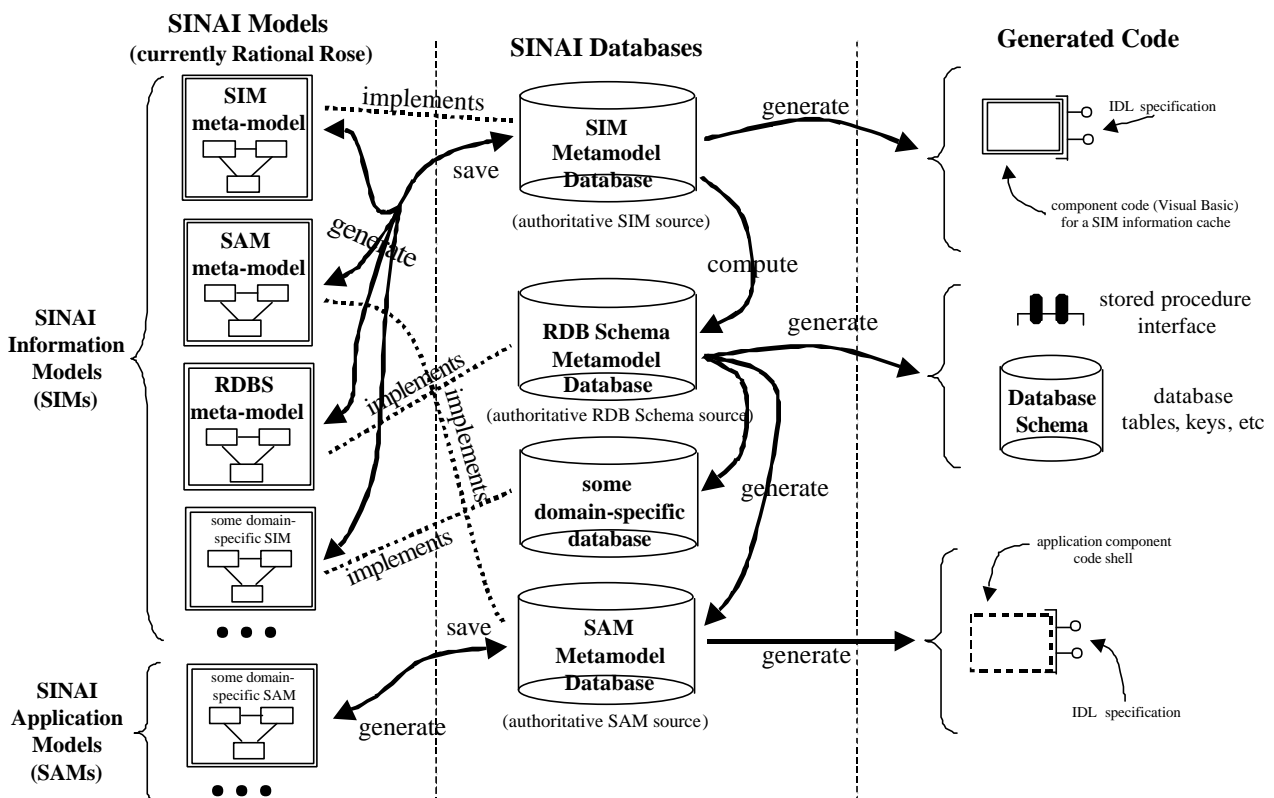 SINAI Models
(currently Rational Rose)
SINAI Databases
Generated Code
SINAI
Information
Models
(SIMs)
SINAI
Application
Models
(SAMs)
SIM
meta-model
SAM
meta-model
RDBS
meta-model
some domain-
specific SIM
some domain-
specific SAM
implements
save
generate
implements
implements
implements
save
generate
SIM
Metamodel
Database
(authoritative SIM source)
compute
RDB Schema
Metamodel
Database
(authoritative RDB Schema source)
some
domain-specific
database
generate
SAM
Metamodel
Database
(authoritative SAM source)
generate
generate
generate
IDL specification
component code (Visual Basic)
for a SIM information cache
stored procedure
interface
Database
Schema
database
tables, keys, etc
application component
code shell
IDL specification